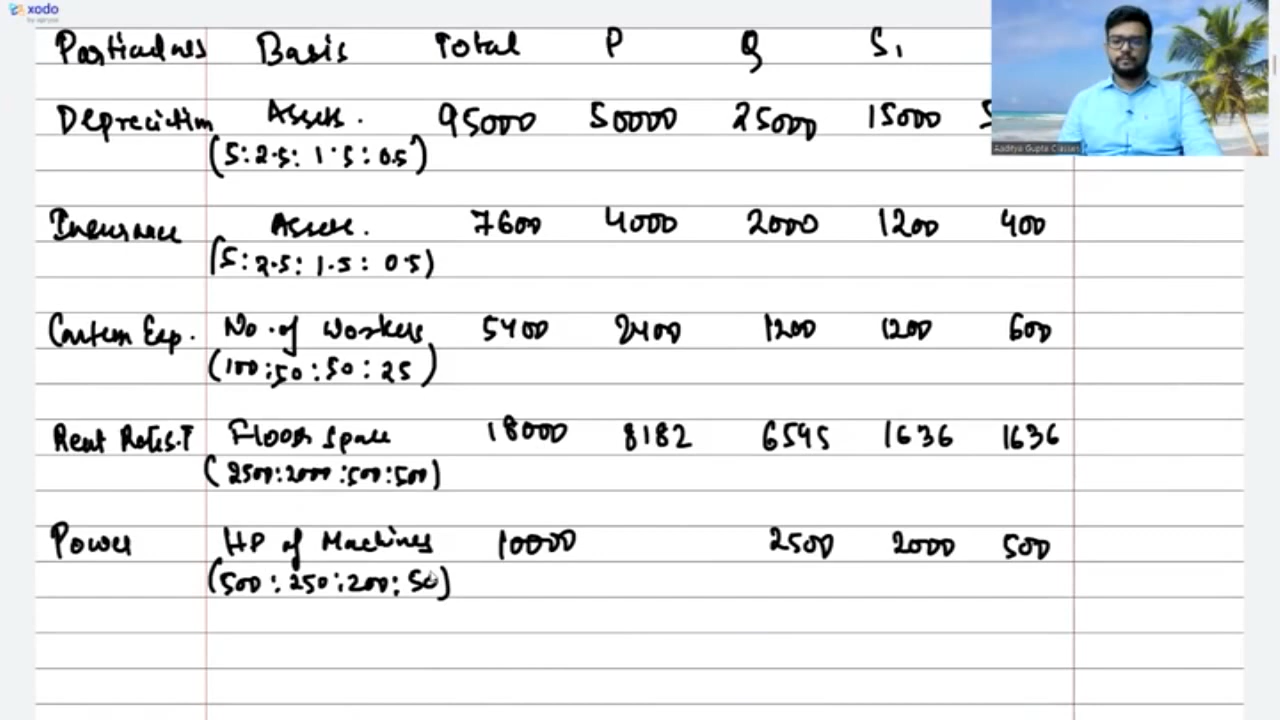 xodo
by apryse
Particulars Basis Total P Q S1
Depreciation Assets. 95000 50000 25000 15000 5
(5:2.5:1.5:0.5)
Aaditya Gupta Classes
Insurance Assets. 7600 4000 2000 1200 400
(5:2.5:1.5:0.5)
Canteen Exp. No. of Workers 5400 2400 1200 1200 600
(100:50:50:25)
Rent Rates.T Floor Space 18000 8182 6545 1636 1636
(2500:2000:500:500)
Power HP of Machines 10000 2500 2000 500
(500:250:200:50)